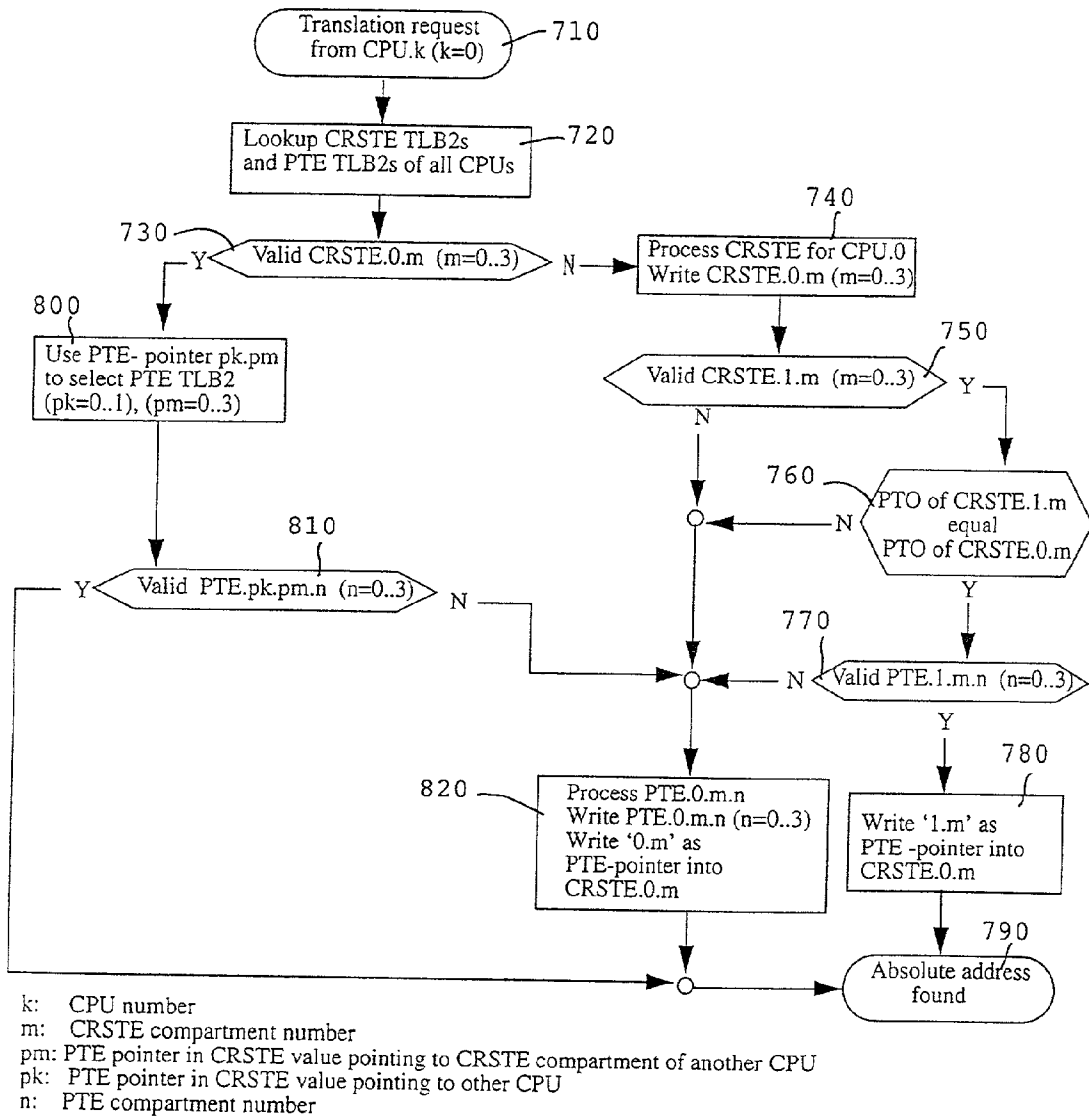 Translation request
from CPU.k (k=0)
710
Lookup CRSTE TLB2s
and PTE TLB2s of all CPUs
720
730
Y
Valid CRSTE.0.m (m=0..3)
N
740
Process CRSTE for CPU.0
Write CRSTE.0.m (m=0..3)
800
Use PTE- pointer pk.pm
to select PTE TLB2
(pk=0..1), (pm=0..3)
750
Valid CRSTE.1.m (m=0..3)
Y
N
760
PTO of CRSTE.1.m
equal
PTO of CRSTE.0.m
N
Y
810
Y
Valid PTE.pk.pm.n (n=0..3)
N
770
N
Valid PTE.1.m.n (n=0..3)
Y
820
Process PTE.0.m.n
Write PTE.0.m.n (n=0..3)
Write ‘0.m’ as
PTE-pointer into
CRSTE.0.m
780
Write ‘1.m’ as
PTE -pointer into
CRSTE.0.m
790
Absolute address
found
k: CPU number
m: CRSTE compartment number
pm: PTE pointer in CRSTE value pointing to CRSTE compartment of another CPU
pk: PTE pointer in CRSTE value pointing to other CPU
n: PTE compartment number